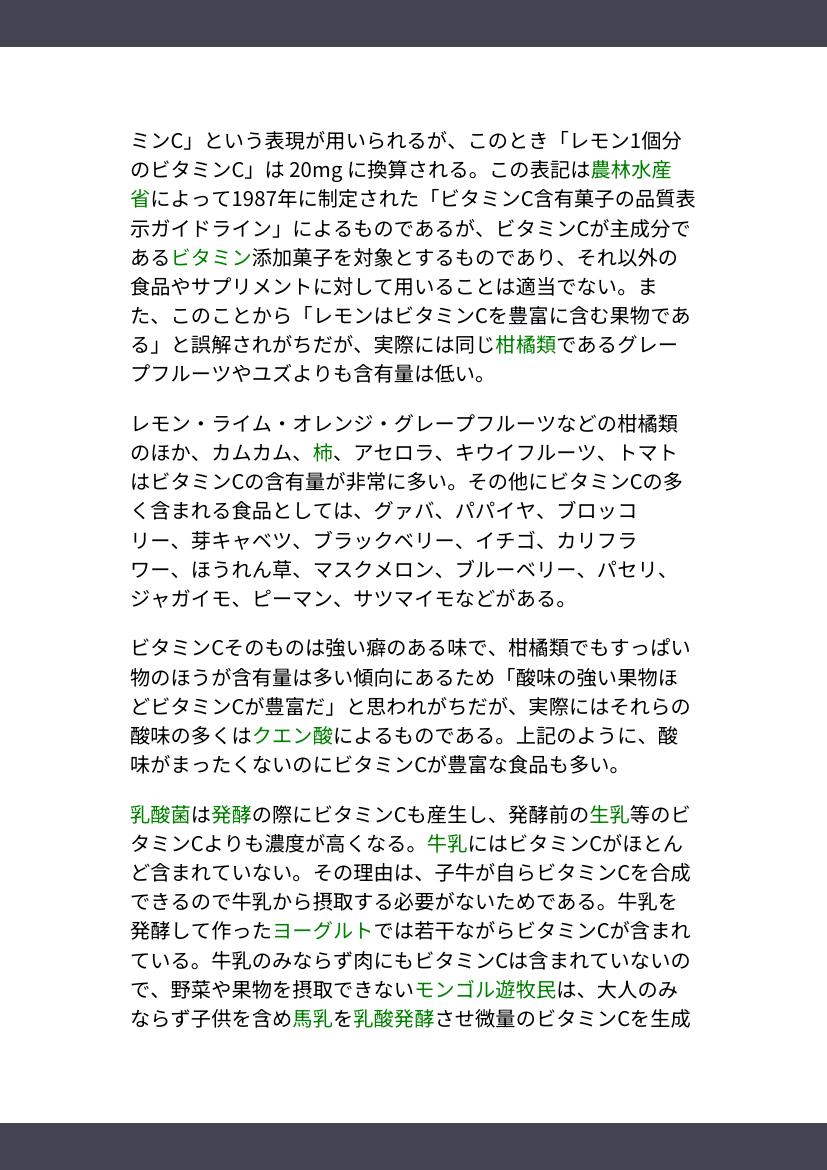 ミンC」という表現が用いられるが、このとき「レモン1個分
のビタミンC」は 20mg に換算される。この表記は農林水産
省によって1987年に制定された「ビタミンC含有菓子の品質表
示ガイドライン」によるものであるが、ビタミンCが主成分で
あるビタミン添加菓子を対象とするものであり、それ以外の
食品やサプリメントに対して用いることは適当でない。ま
た、このことから「レモンはビタミンCを豊富に含む果物であ
る」と誤解されがちだが、実際には同じ柑橘類であるグレー
プフルーツやユズよりも含有量は低い。
レモン・ライム・オレンジ・グレープフルーツなどの柑橘類
のほか、カムカム、柿、アセロラ、キウイフルーツ、トマト
はビタミンCの含有量が非常に多い。その他にビタミンCの多
く含まれる食品としては、グァバ、パパイヤ、ブロッコ
リー、芽キャベツ、ブラックベリー、イチゴ、カリフラ
ワー、ほうれん草、マスクメロン、ブルーベリー、パセリ、
ジャガイモ、ピーマン、サツマイモなどがある。
ビタミンCそのものは強い癖のある味で、柑橘類でもすっぱい
物のほうが含有量は多い傾向にあるため「酸味の強い果物ほ
どビタミンCが豊富だ」と思われがちだが、実際にはそれらの
酸味の多くはクエン酸によるものである。上記のように、酸
味がまったくないのにビタミンCが豊富な食品も多い。
乳酸菌は発酵の際にビタミンCも産生し、発酵前の生乳等のビ
タミンCよりも濃度が高くなる。牛乳にはビタミンCがほとん
ど含まれていない。その理由は、子牛が自らビタミンCを合成
できるので牛乳から摂取する必要がないためである。牛乳を
発酵して作ったヨーグルトでは若干ながらビタミンCが含まれ
ている。牛乳のみならず肉にもビタミンCは含まれていないの
で、野菜や果物を摂取できないモンゴル遊牧民は、大人のみ
ならず子供を含め馬乳を乳酸発酵させ微量のビタミンCを生成